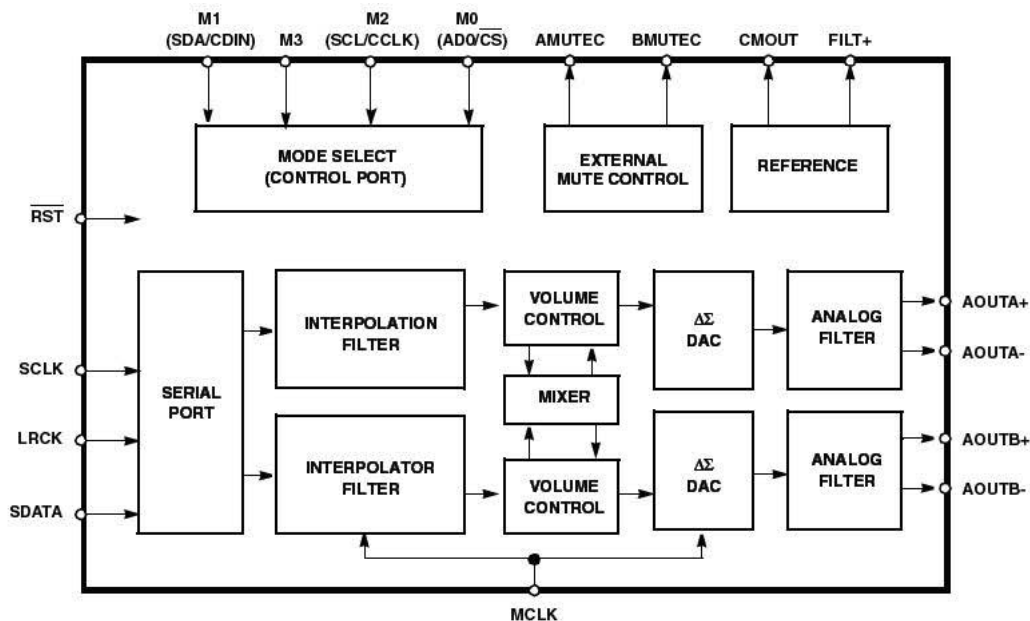 M1
(SDA/CDIN)
M3
M2
(SCL/CCLK)
M0
(AD0/CS)
AMUTEC
BMUTEC
CMOUT
FILT+
MODE SELECT
(CONTROL PORT)
EXTERNAL
MUTE CONTROL
REFERENCE
RST
SERIAL
PORT
INTERPOLATION
FILTER
VOLUME
CONTROL
ΔΣ
DAC
ANALOG
FILTER
AOUTA+
AOUTA-
SCLK
LRCK
SDATA
MIXER
INTERPOLATOR
FILTER
VOLUME
CONTROL
ΔΣ
DAC
ANALOG
FILTER
AOUTB+
AOUTB-
MCLK